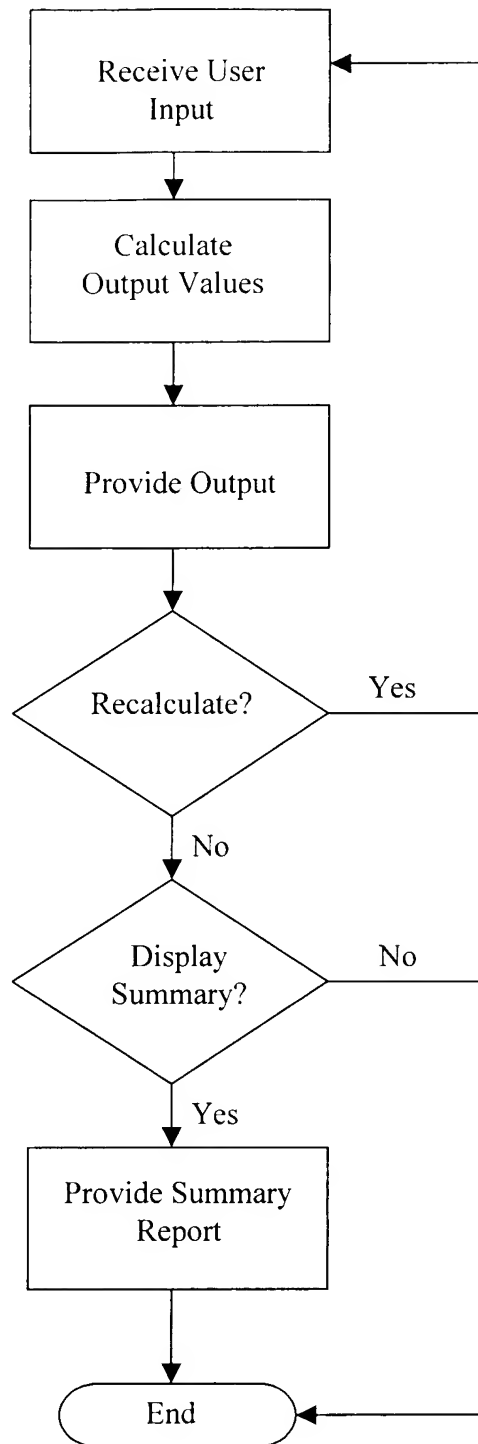 Receive User
Input
Calculate
Output Values
Provide Output
Recalculate?
Yes
No
Display
Summary?
No
Yes
Provide Summary
Report
End